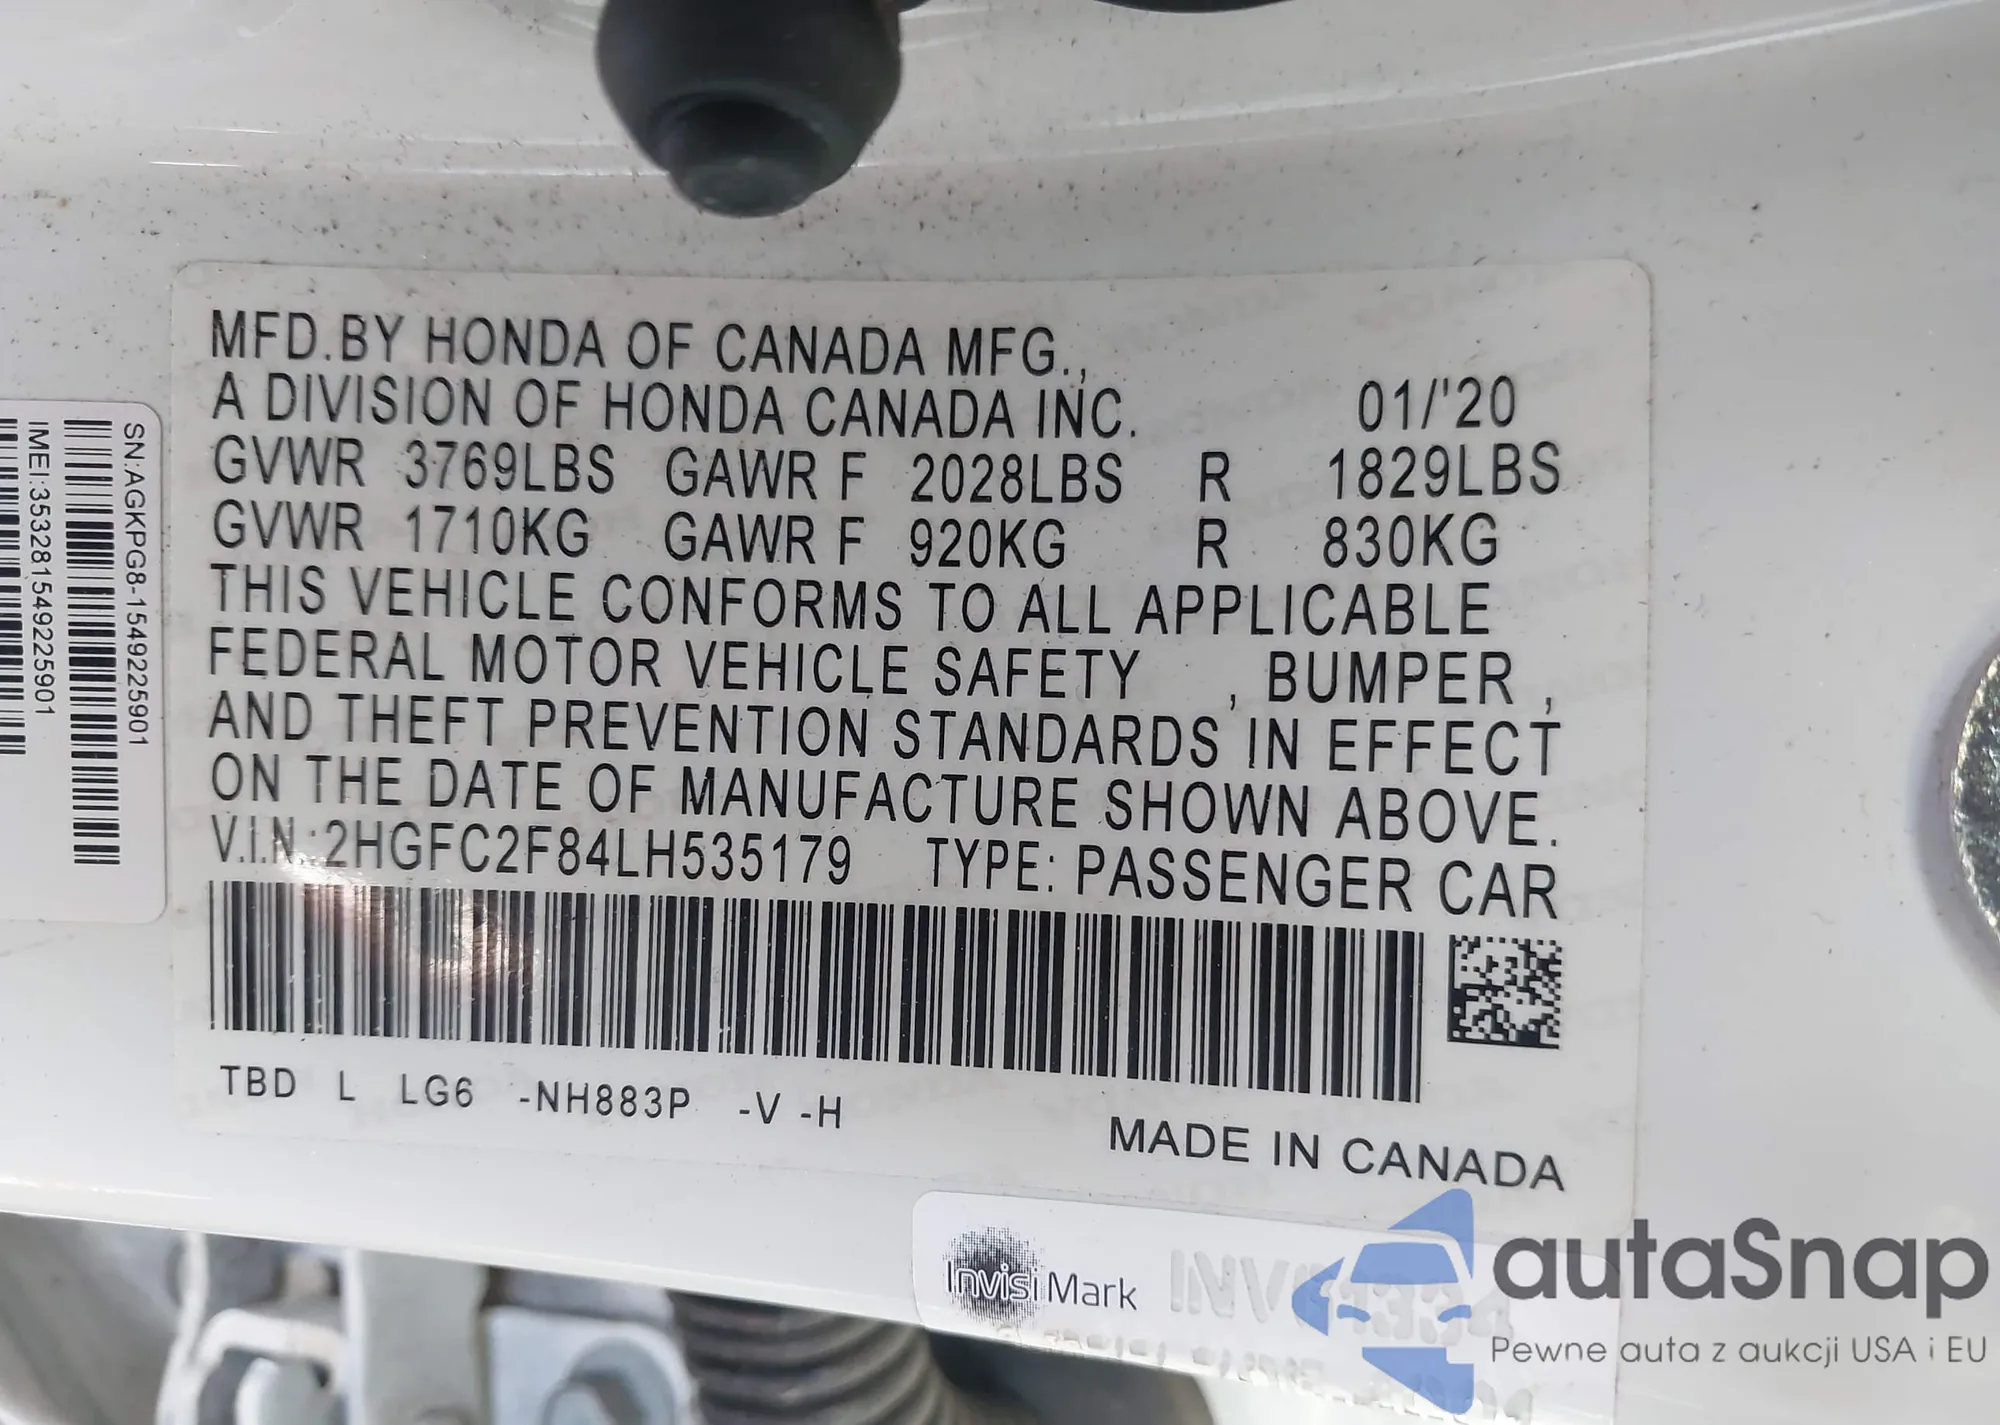 MFD.BY HONDA OF CANADA MFG.,
A DIVISION OF HONDA CANADA INC. 01/'20
GVWR 3769LBS GAWR F 2028LBS R 1829LBS
GVWR 1710KG GAWR F 920KG R 830KG
THIS VEHICLE CONFORMS TO ALL APPLICABLE
FEDERAL MOTOR VEHICLE SAFETY , BUMPER ,
AND THEFT PREVENTION STANDARDS IN EFFECT
ON THE DATE OF MANUFACTURE SHOWN ABOVE.
V.I.N.:2HGFC2F84LH535179 TYPE: PASSENGER CAR
TBD L LG6 -NH883P -V -H
MADE IN CANADA
SN:AGKPG8-1549225901
IMEI:353281549225901
InvisiMark
autaSnap
Pewne auta z aukcji USA i EU